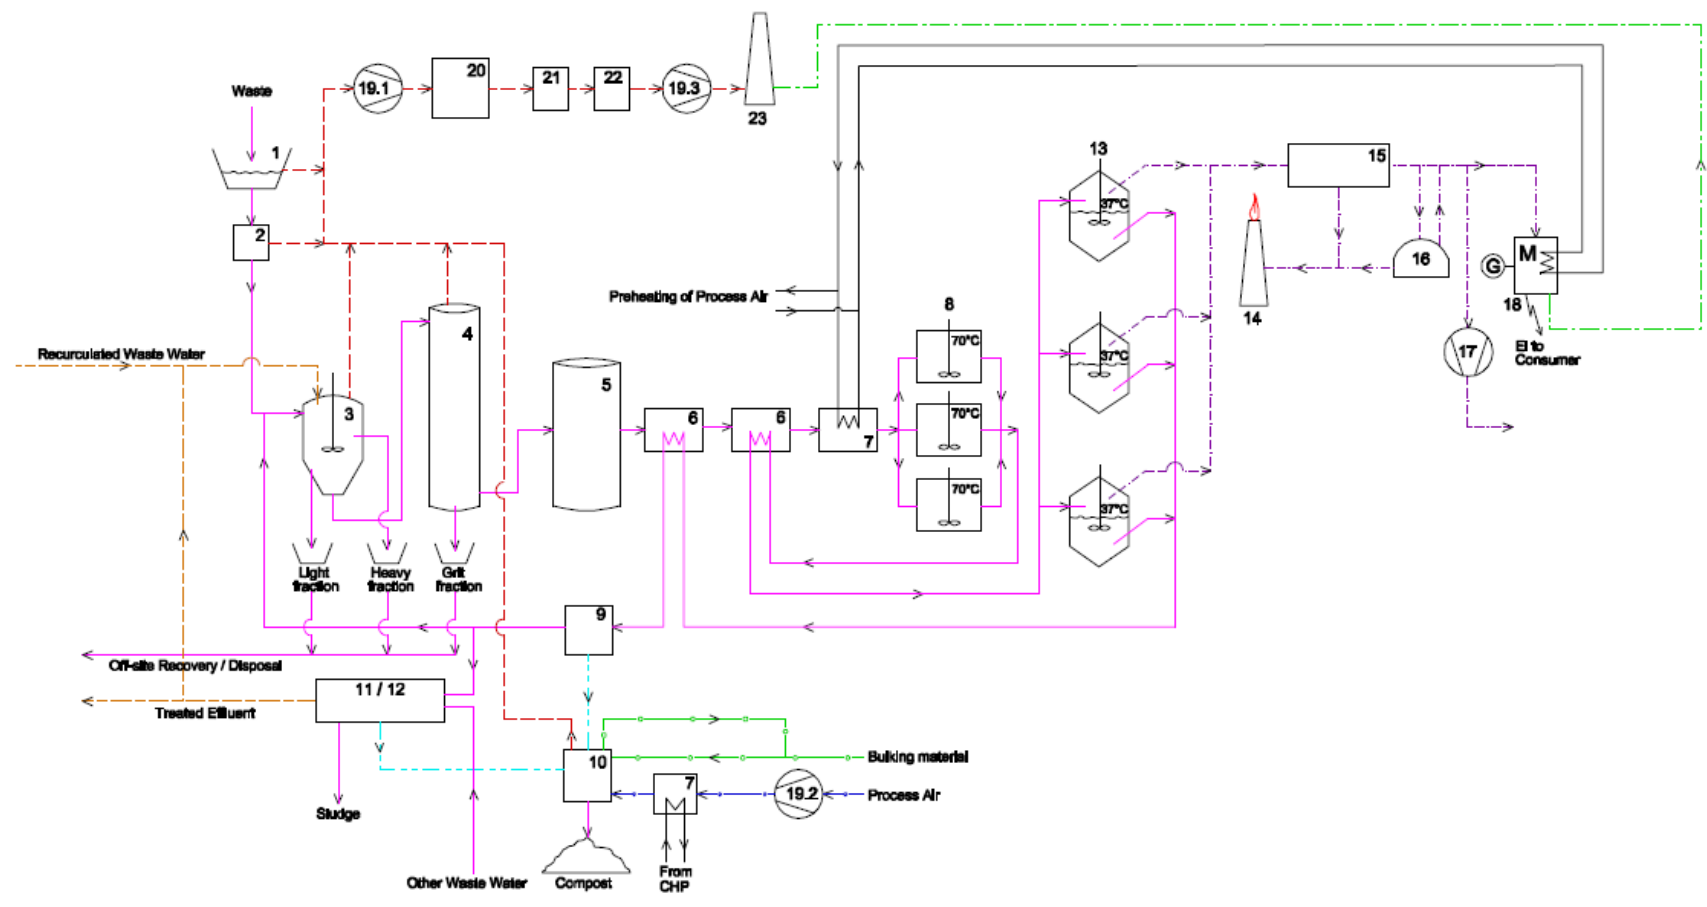 23
20
21
22
19.1
19.3
Waste
1
2
13
37°C
15
16
M
G
18
14
El to
Consumer
17
Preheating of Process Air
8
70°C
70°C
70°C
37°C
37°C
Recurculated Waste Water
3
4
5
6
6
7
Light
fraction
Heavy
fraction
Grit
fraction
9
Off-site Recovery / Disposal
11 / 12
Treated Effluent
Sludge
10
7
19.2
Bulking material
Process Air
Other Waste Water
Compost
From
CHP